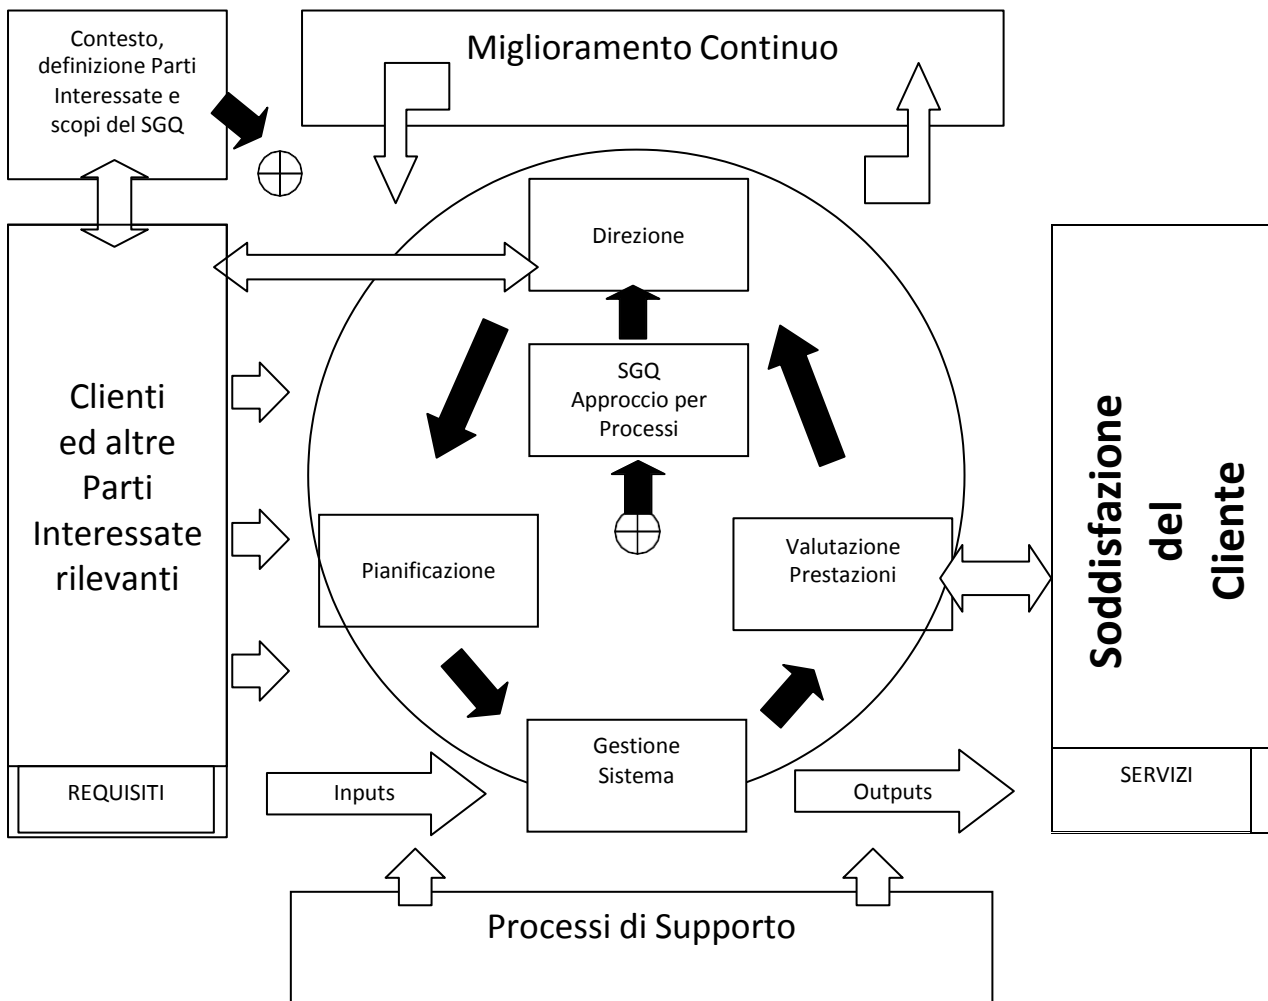 Contesto,
definizione Parti
Interessate e
scopi del SGQ
Miglioramento Continuo
Direzione
SGQ
Approccio per
Processi
Clienti
ed altre
Parti
Interessate
rilevanti
Pianificazione
Valutazione
Prestazioni
Soddisfazione
del
Cliente
Gestione
Sistema
REQUISITI
Inputs
Outputs
SERVIZI
Processi di Supporto